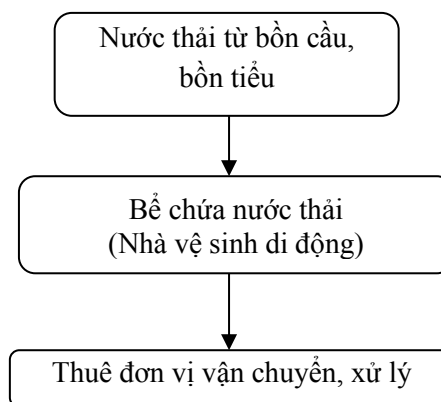 Nước thải từ bồn cầu,
bồn tiểu
Bể chứa nước thải
(Nhà vệ sinh di động)
Thuê đơn vị vận chuyển, xử lý